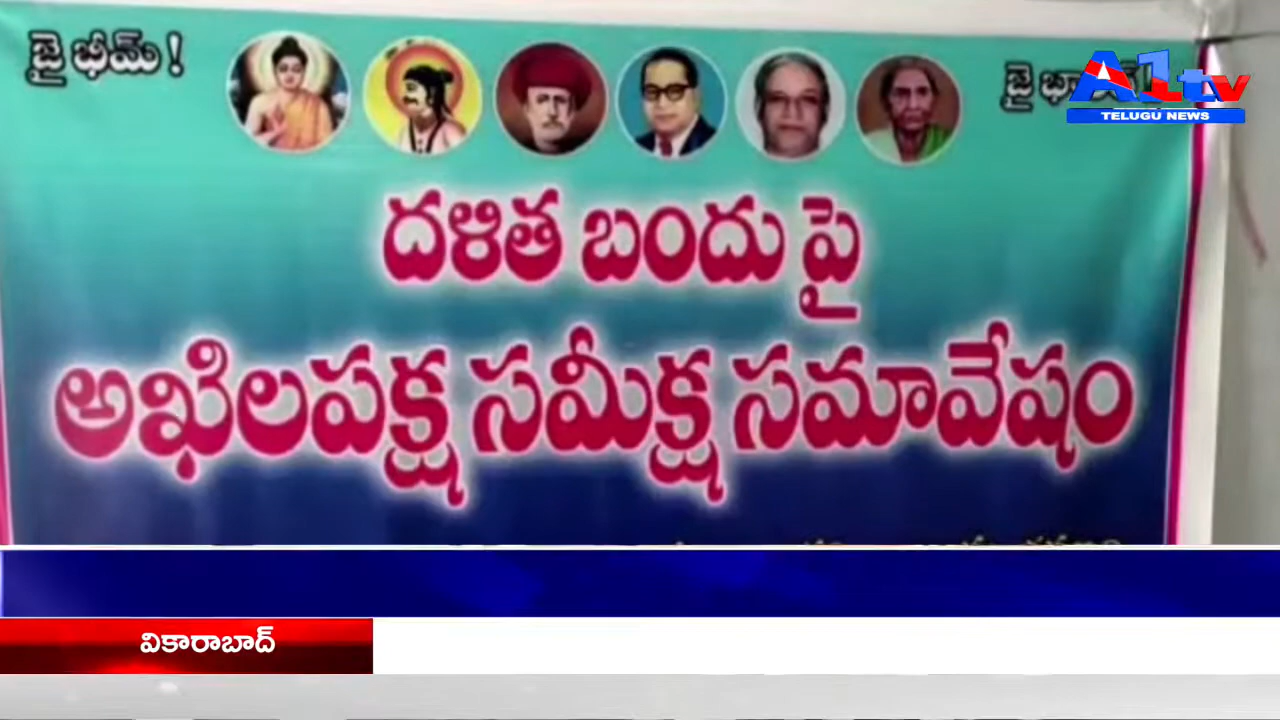 జై భీమ్ !
A1tv
TELUGU NEWS
దళిత బందు పై
అఖిలపక్ష సమీక్ష సమావేషం
వికారాబాద్